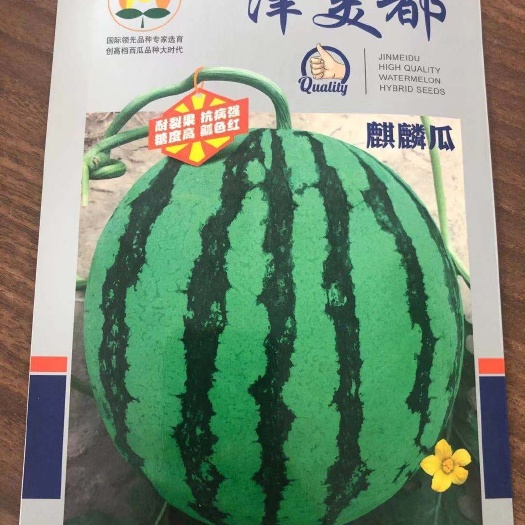 津美都
国际领先品种专家选育
创高档西瓜品种大时代
Quality
JINMEIDU
HIGH QUALITY
WATERMELON
HYBRID SEEDS
耐裂果 抗病强
糖度高 瓤色红
麒麟瓜